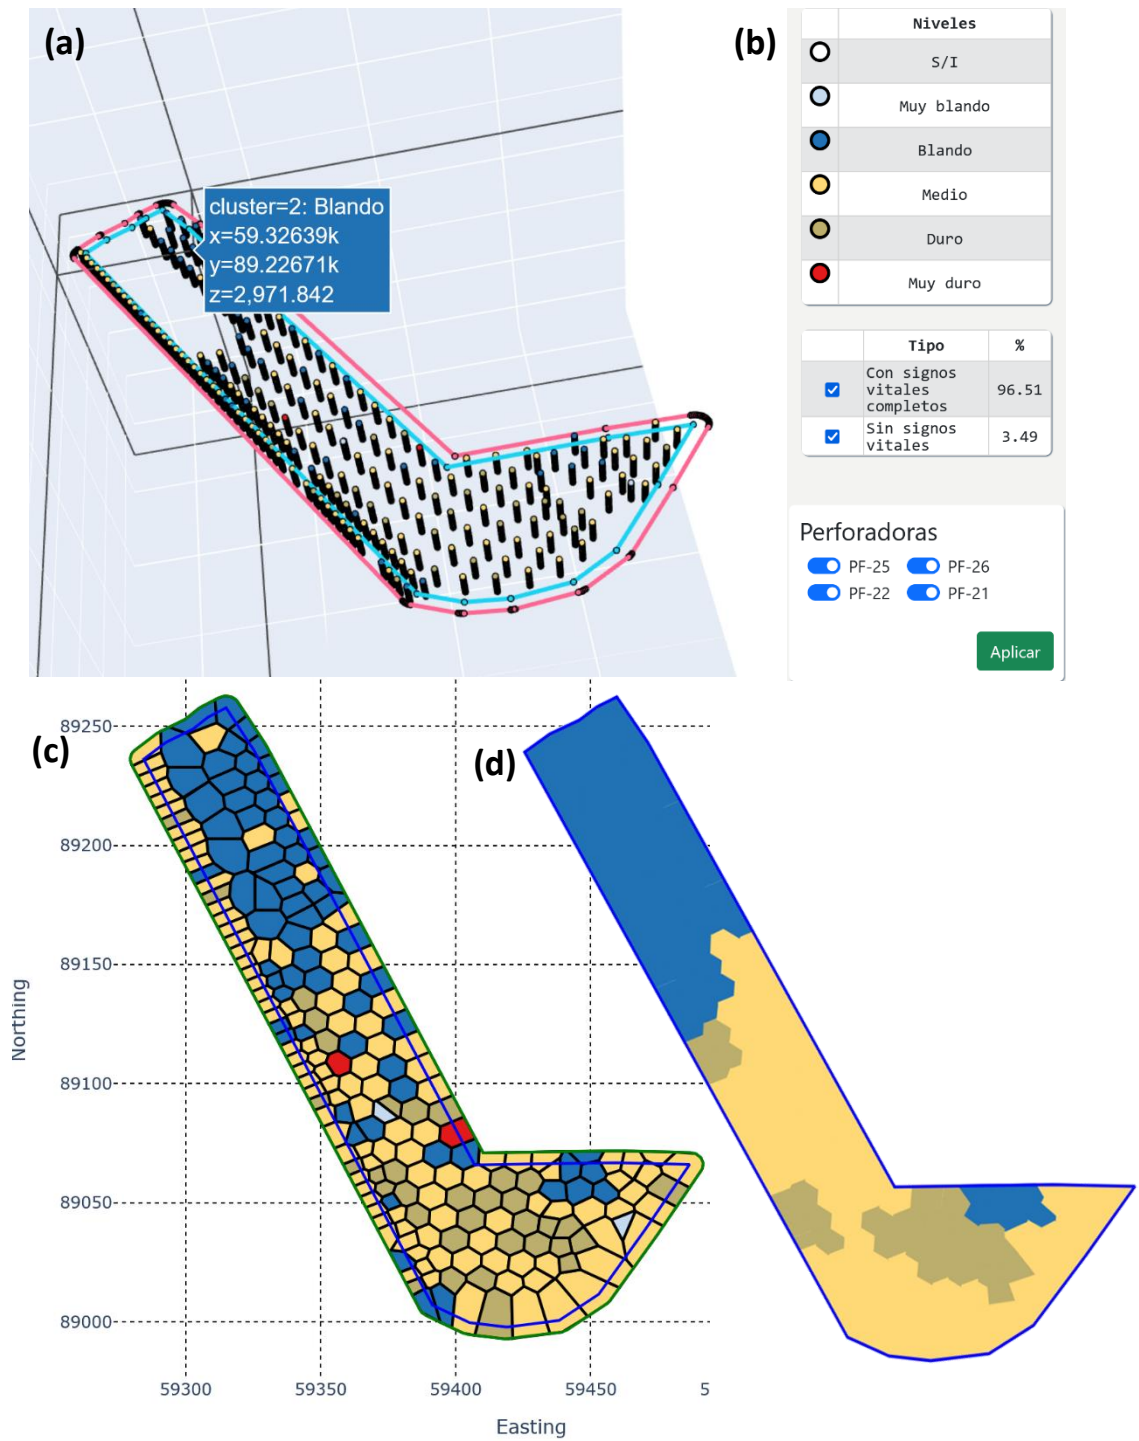 (a)
cluster=2: Blando
x=59.32639k
y=89.22671k
z=2,971.842
(b)
Niveles
S/I
Muy blando
Blando
Medio
Duro
Muy duro
Tipo %
Con signos
vitales
completos
96.51
Sin signos
vitales
3.49
Perforadoras
PF-25 PF-26
PF-22 PF-21
Aplicar
(c)
(d)
89250
89200
89150
89100
89050
89000
Northing
59300 59350 59400 59450 5
Easting